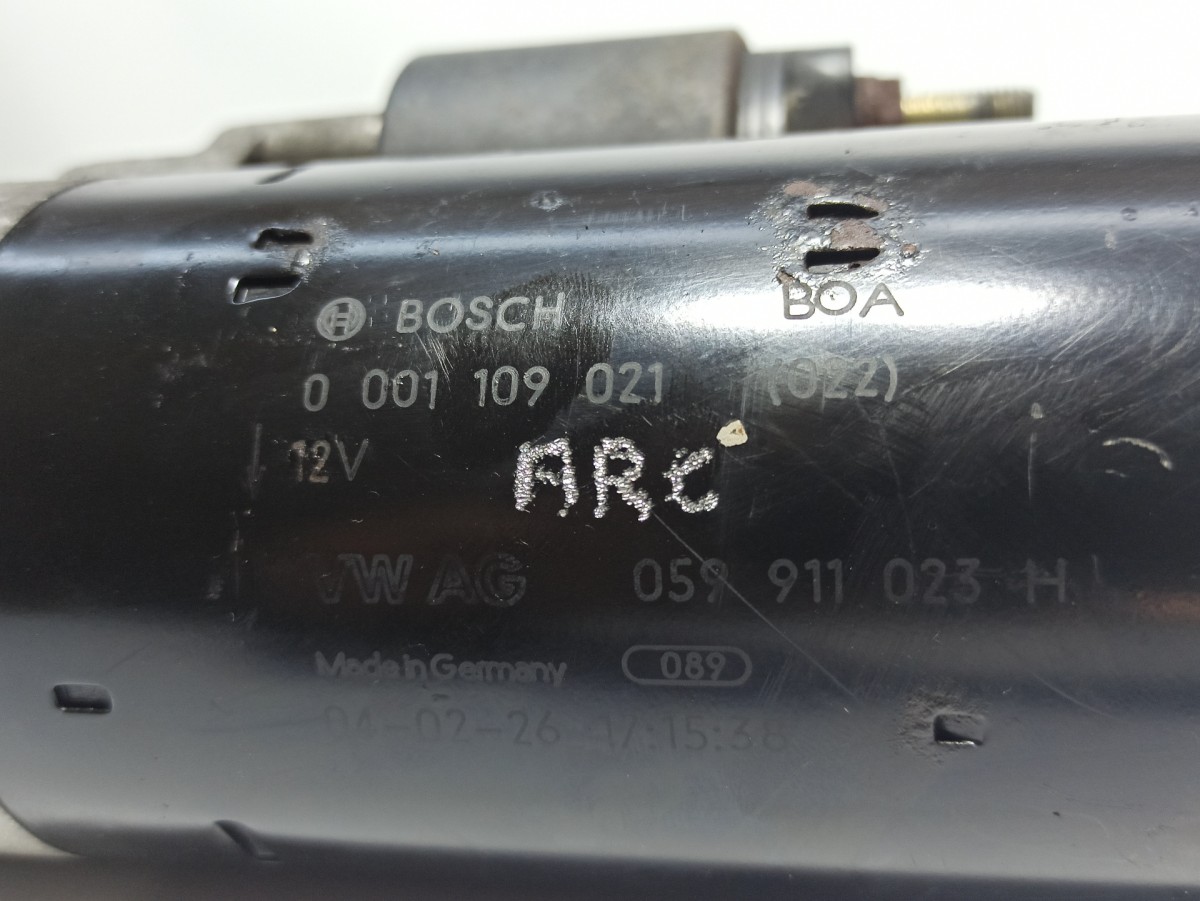 BOA
BOSCH
0 001 109 021 (022)
12V
ARC
VW AG 059 911 023 H
Made in Germany 089
04-02-26 17:15:38